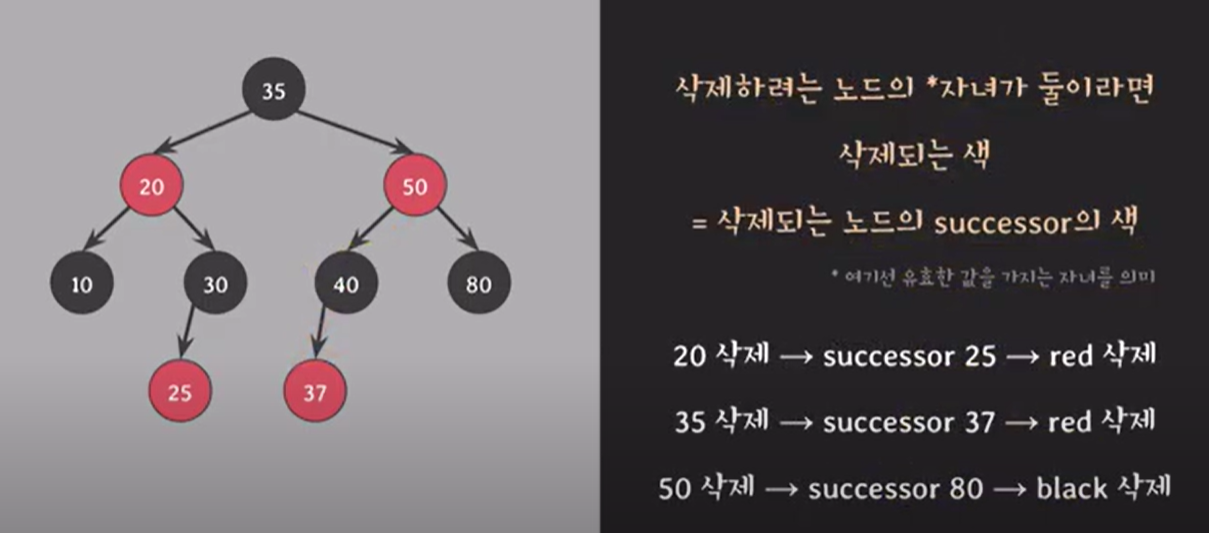 35
20
50
10
30
40
80
25
37
삭제하려는 노드의 *자녀가 둘이라면
삭제되는 색
= 삭제되는 노드의 successor의 색
* 여기선 유효한 값을 가지는 자녀를 의미
20 삭제 → successor 25 → red 삭제
35 삭제 → successor 37 → red 삭제
50 삭제 → successor 80 → black 삭제